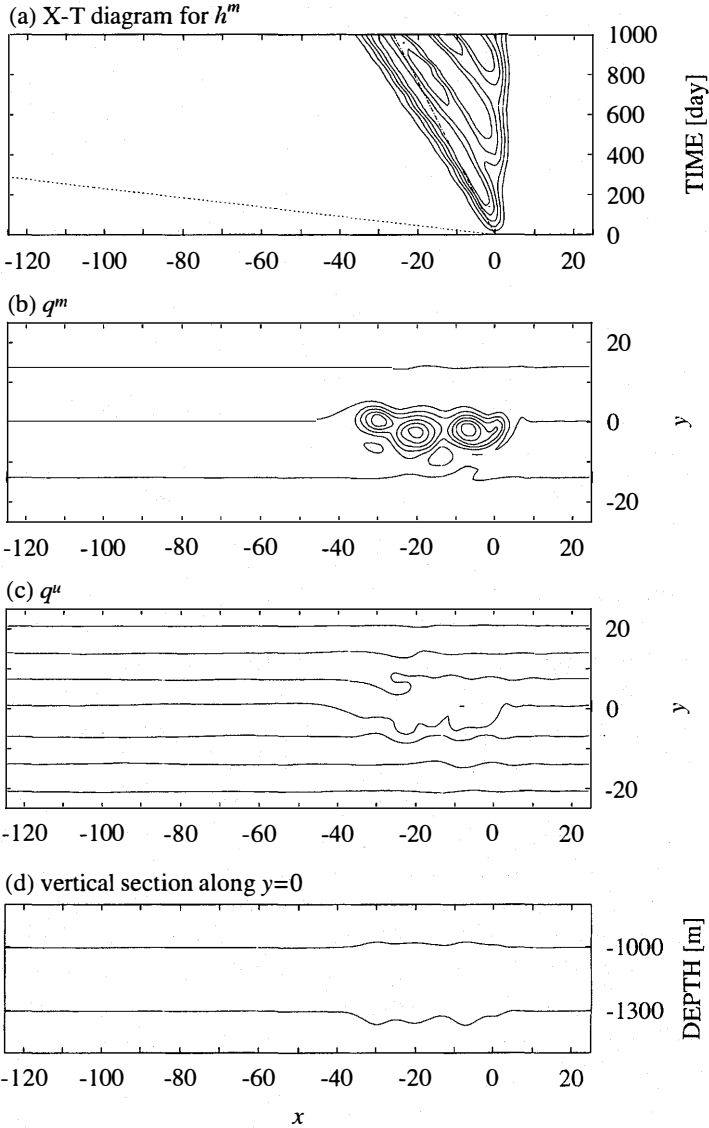 (a) X-T diagram for h^m
1000
800
600
400
200
0
TIME [day]
-120 -100 -80 -60 -40 -20 0 20
(b) q^m
20
0
-20
y
-120 -100 -80 -60 -40 -20 0 20
(c) q^u
20
0
-20
y
-120 -100 -80 -60 -40 -20 0 20
(d) vertical section along y=0
-1000
-1300
DEPTH [m]
-120 -100 -80 -60 -40 -20 0 20
x